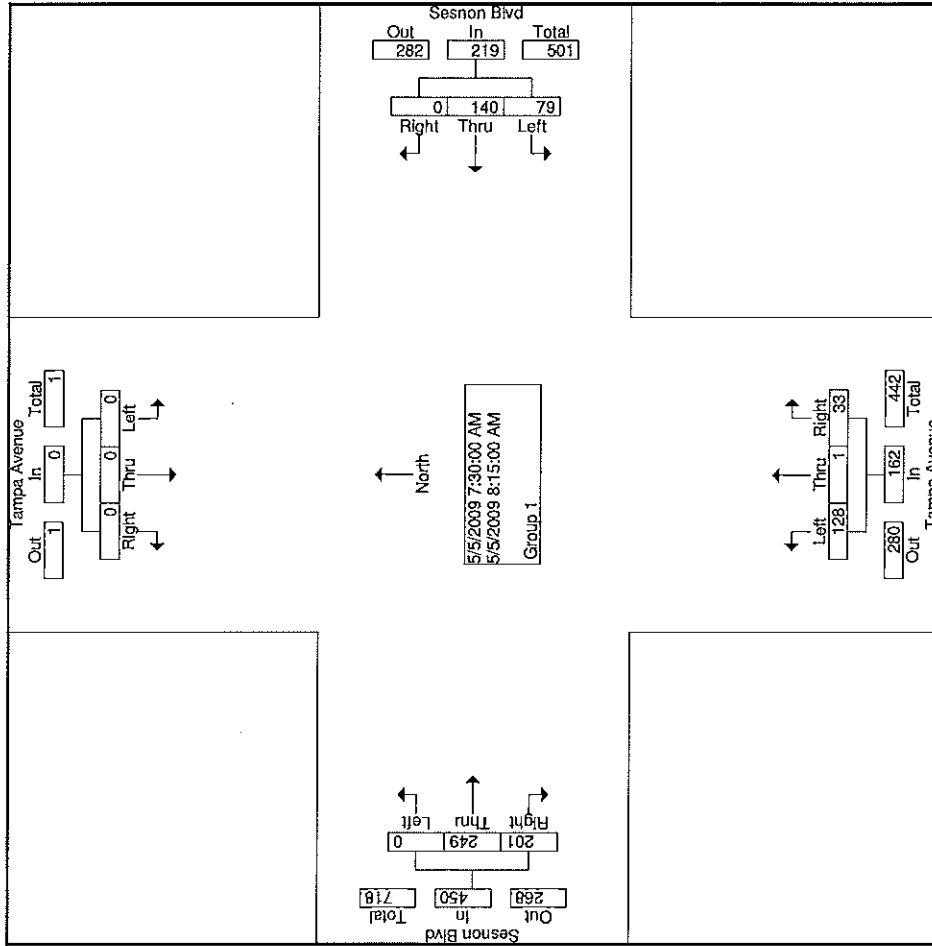 Sesnon Blvd
Out In Total
282 219 501
0 140 79
Right Thru Left
Tampa Avenue
Out In Total
1 0 1
0 0 0
Right Thru Left
North
5/5/2009 7:30:00 AM
5/5/2009 8:15:00 AM
Group 1
Left Thru Right
128 1 33
280 162 442
Out In Total
Tampa Avenue
Left Thru Right
0 249 201
718 450 268
Total In Out
Sesnon Blvd